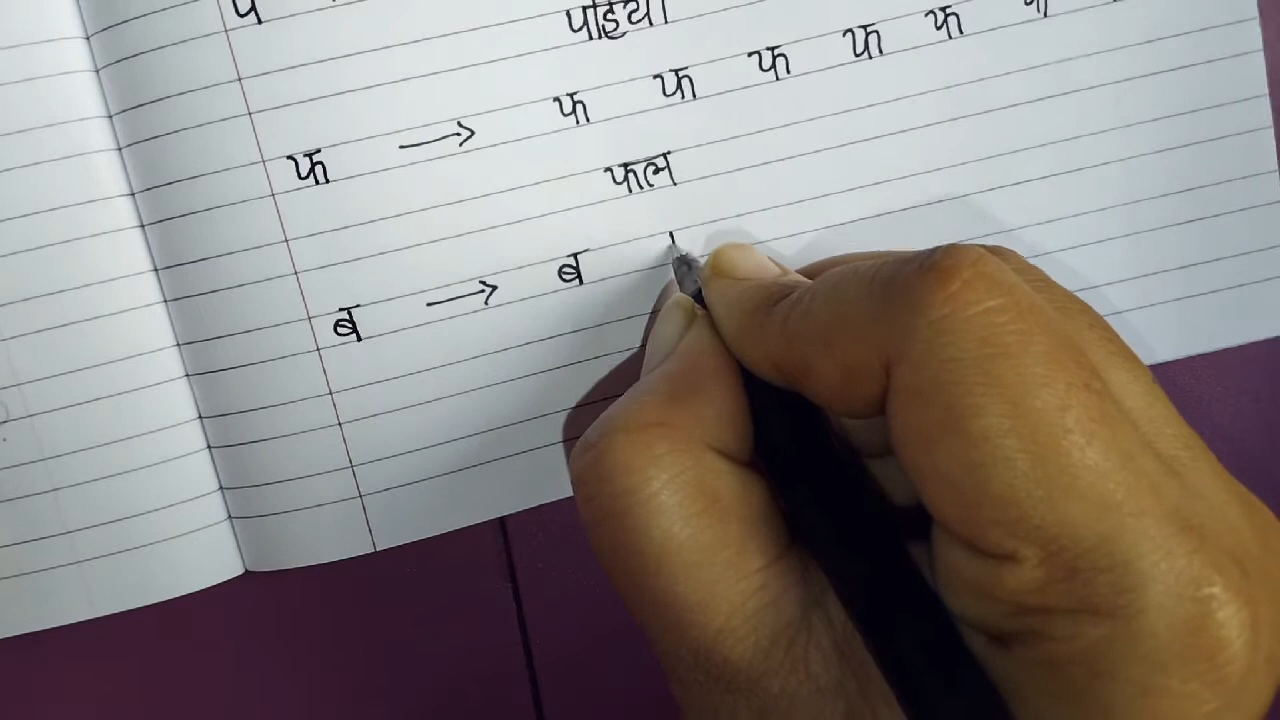 प
पहिया
फ → फ फ फ फ फ
फल
ब → ब